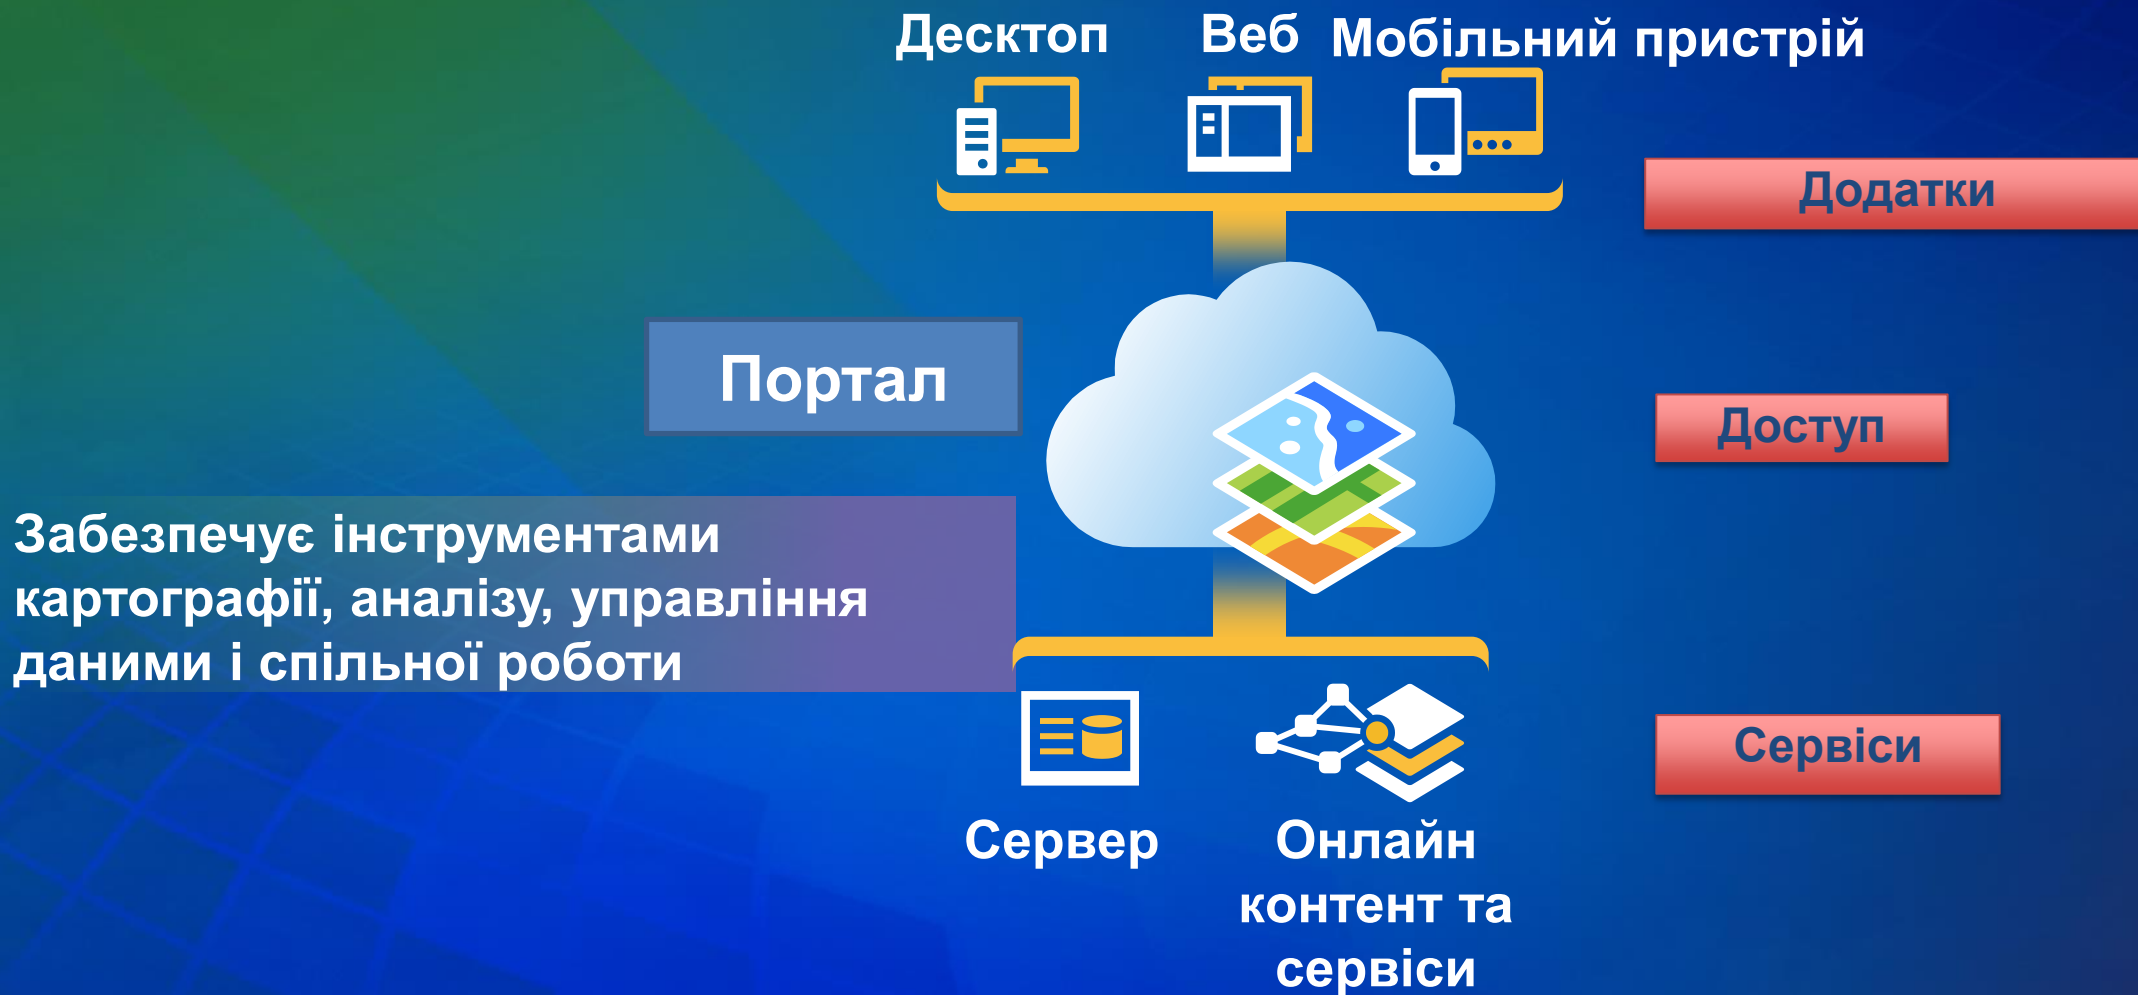 Десктоп
Веб
Мобільний пристрій
Додатки
Портал
Доступ
Забезпечує інструментами
картографії, аналізу, управління
даними і спільної роботи
Сервіси
Сервер
Онлайн
контент та
сервіси